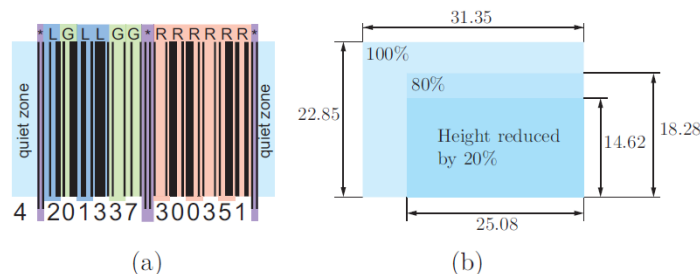 * L G L L G G * R R R R R R *
quiet zone
quiet zone
4 201337 300351
(a)
31.35
100%
80%
22.85
Height reduced
by 20%
14.62
18.28
25.08
(b)